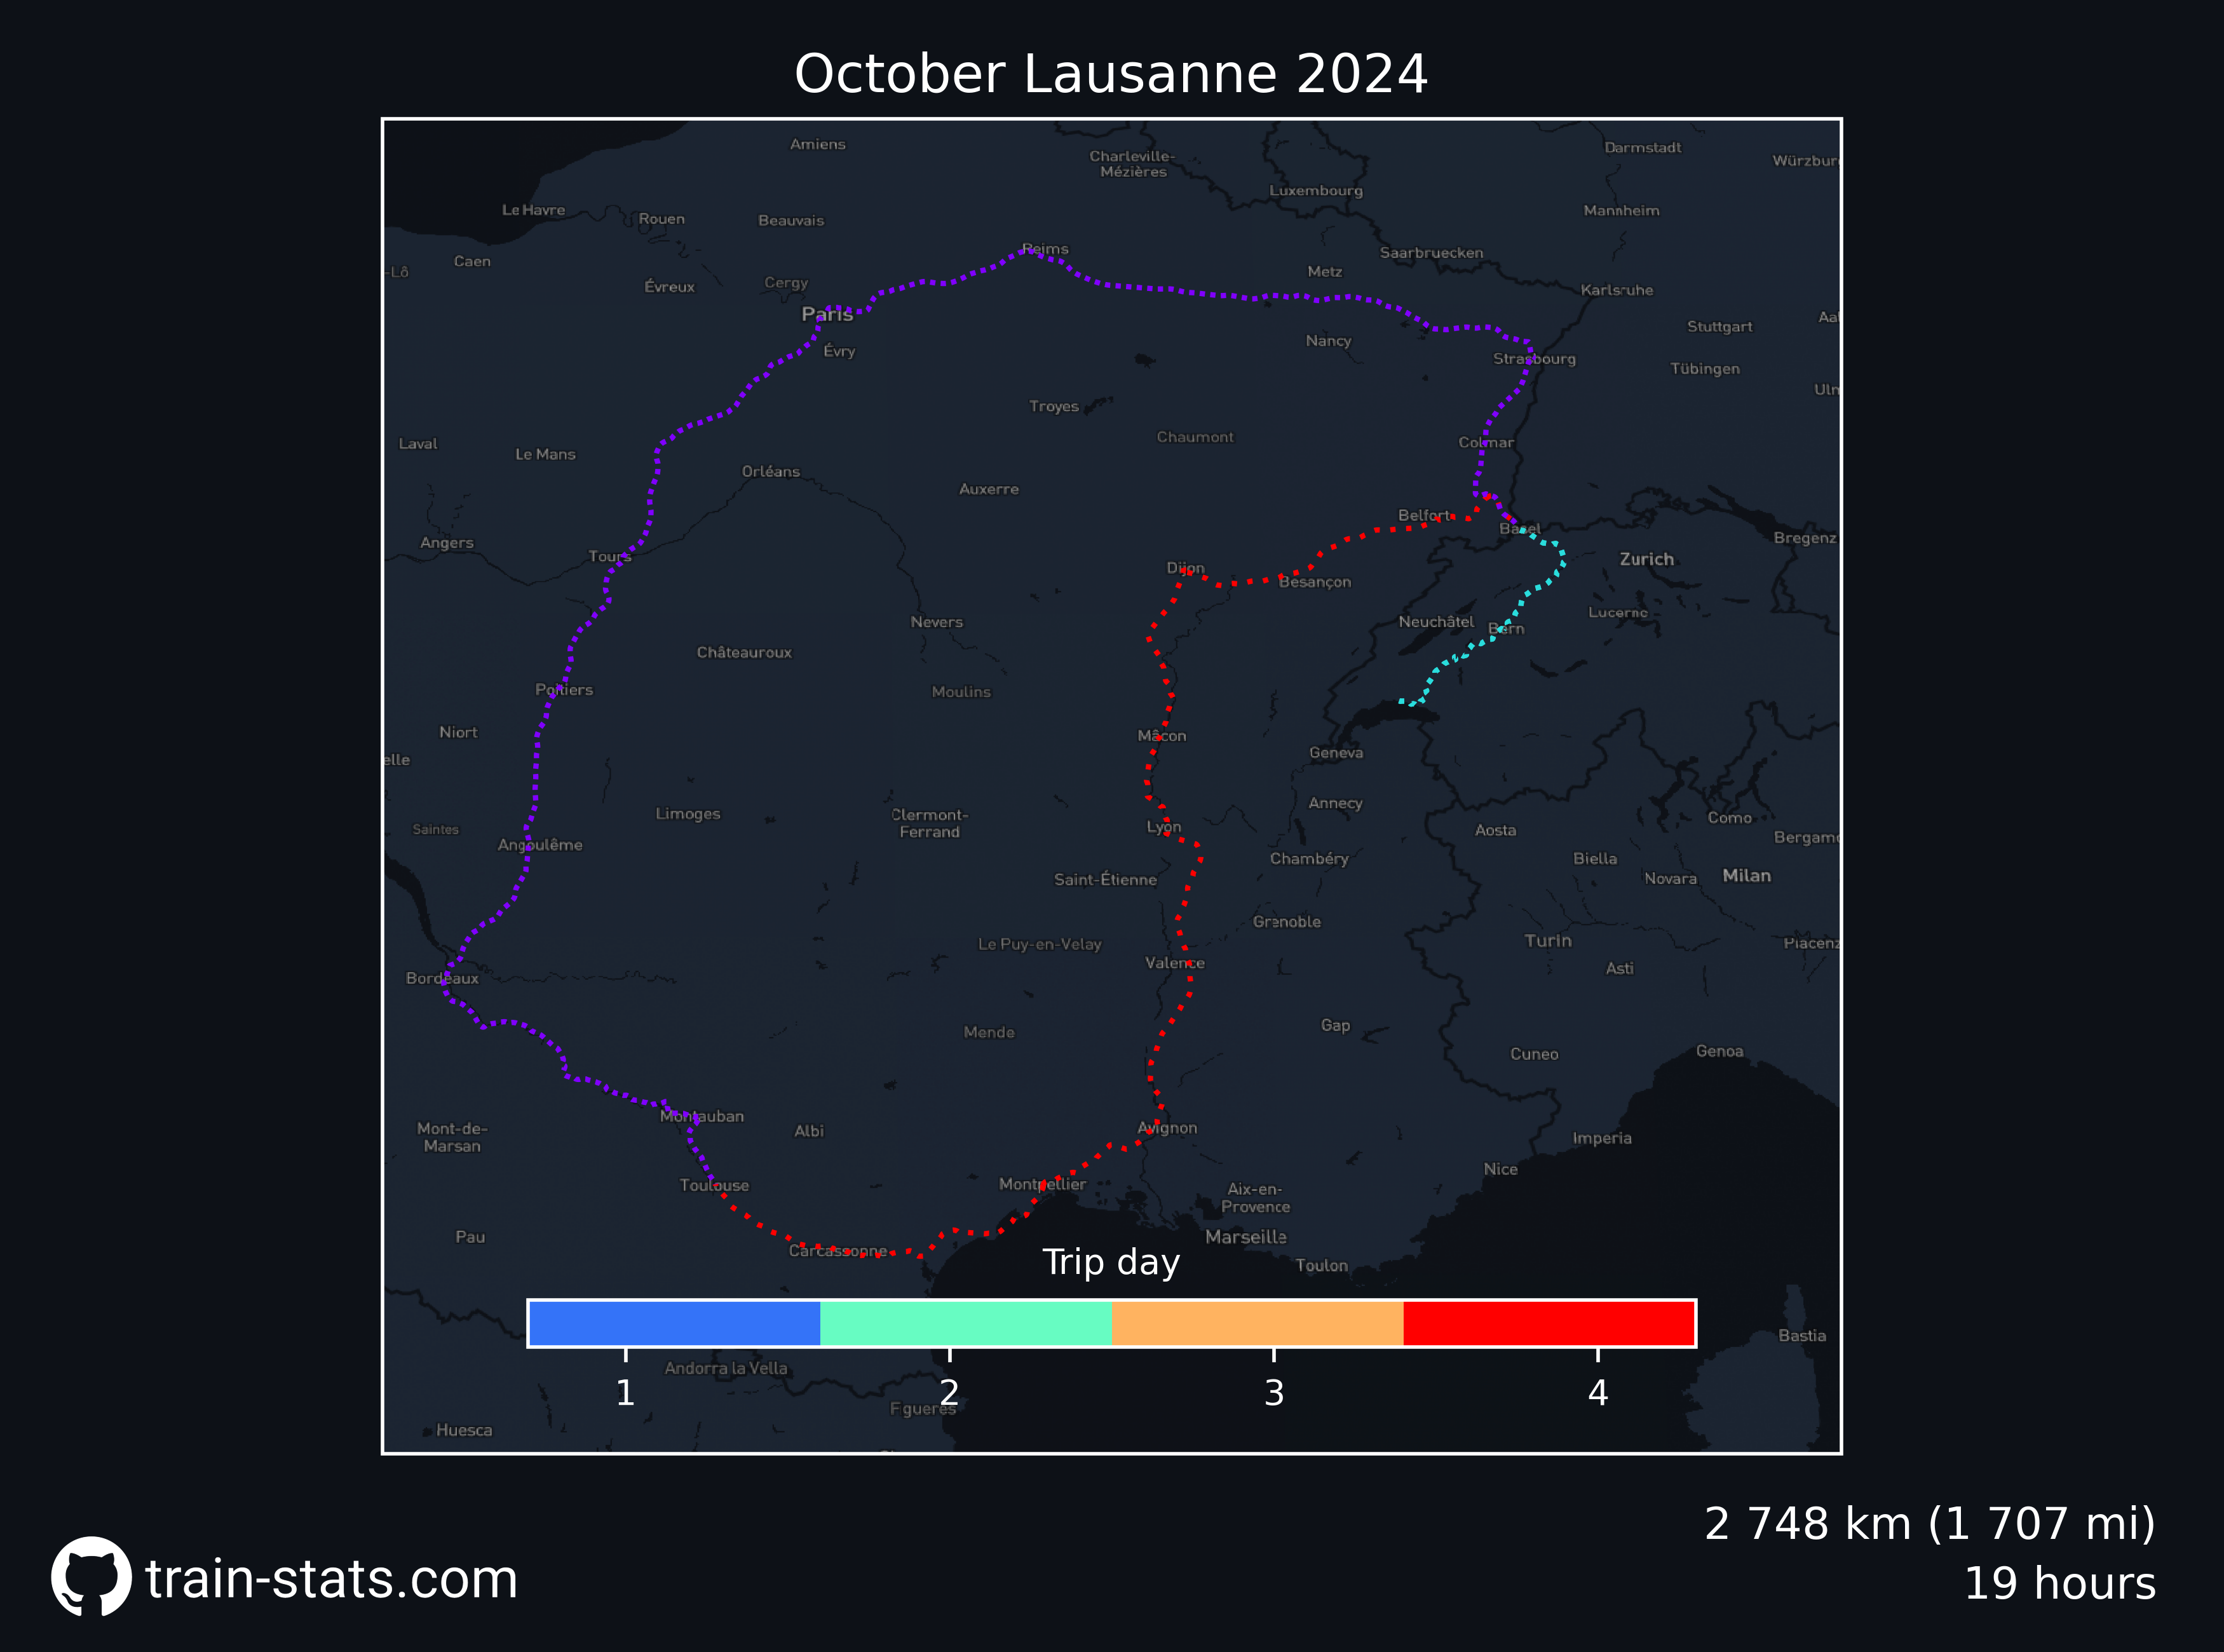 October Lausanne 2024
Amiens
Charleville-
Mézières
Darmstadt
Würzburg
Luxembourg
Le Havre
Rouen
Beauvais
Mannheim
Reims
Saarbruecken
Caen
-Lô
Metz
Évreux
Cergy
Karlsruhe
Paris
Stuttgart
Aal
Nancy
Évry
Strasbourg
Tübingen
Ulm
Troyes
Chaumont
Colmar
Laval
Le Mans
Orléans
Auxerre
Belfort
Basel
Angers
Tours
Bregenz
Zurich
Dijon
Besançon
Nevers
Neuchâtel
Lucerne
Bern
Châteauroux
Poitiers
Moulins
Niort
Mâcon
elle
Geneva
Annecy
Limoges
Clermont-
Ferrand
Como
Saintes
Lyon
Aosta
Bergamo
Angoulême
Chambéry
Biella
Saint-Étienne
Novara
Milan
Grenoble
Le Puy-en-Velay
Turin
Piacenz
Valence
Asti
Bordeaux
Mende
Gap
Cuneo
Genoa
Montauban
Mont-de-
Marsan
Albi
Avignon
Imperia
Nice
Toulouse
Montpellier
Aix-en-
Provence
Pau
Carcassonne
Marseille
Toulon
Trip day
Bastia
Andorra la Vella
1
2
3
4
Figueres
Huesca
2 748 km (1 707 mi)
19 hours
train-stats.com